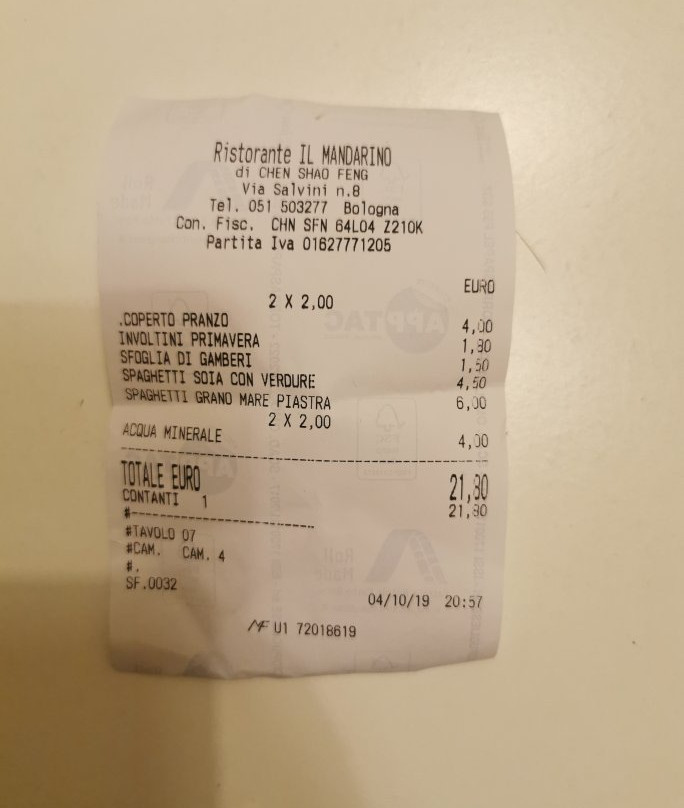 Ristorante IL MANDARINO
di CHEN SHAO FENG
Via Salvini n.8
Tel. 051 503277 Bologna
Con. Fisc. CHN SFN 64L04 Z210K
Partita Iva 01627771205
EURO
2 X 2,00
.COPERTO PRANZO 4,00
INVOLTINI PRIMAVERA 1,80
SFOGLIA DI GAMBERI 1,50
SPAGHETTI SOIA CON VERDURE 4,50
SPAGHETTI GRANO MARE PIASTRA 6,00
2 X 2,00
ACQUA MINERALE 4,00
TOTALE EURO 21,80
CONTANTI 1 21,80
#
#TAVOLO 07
#CAM. CAM. 4
#.
SF.0032
04/10/19 20:57
MF U1 72018619